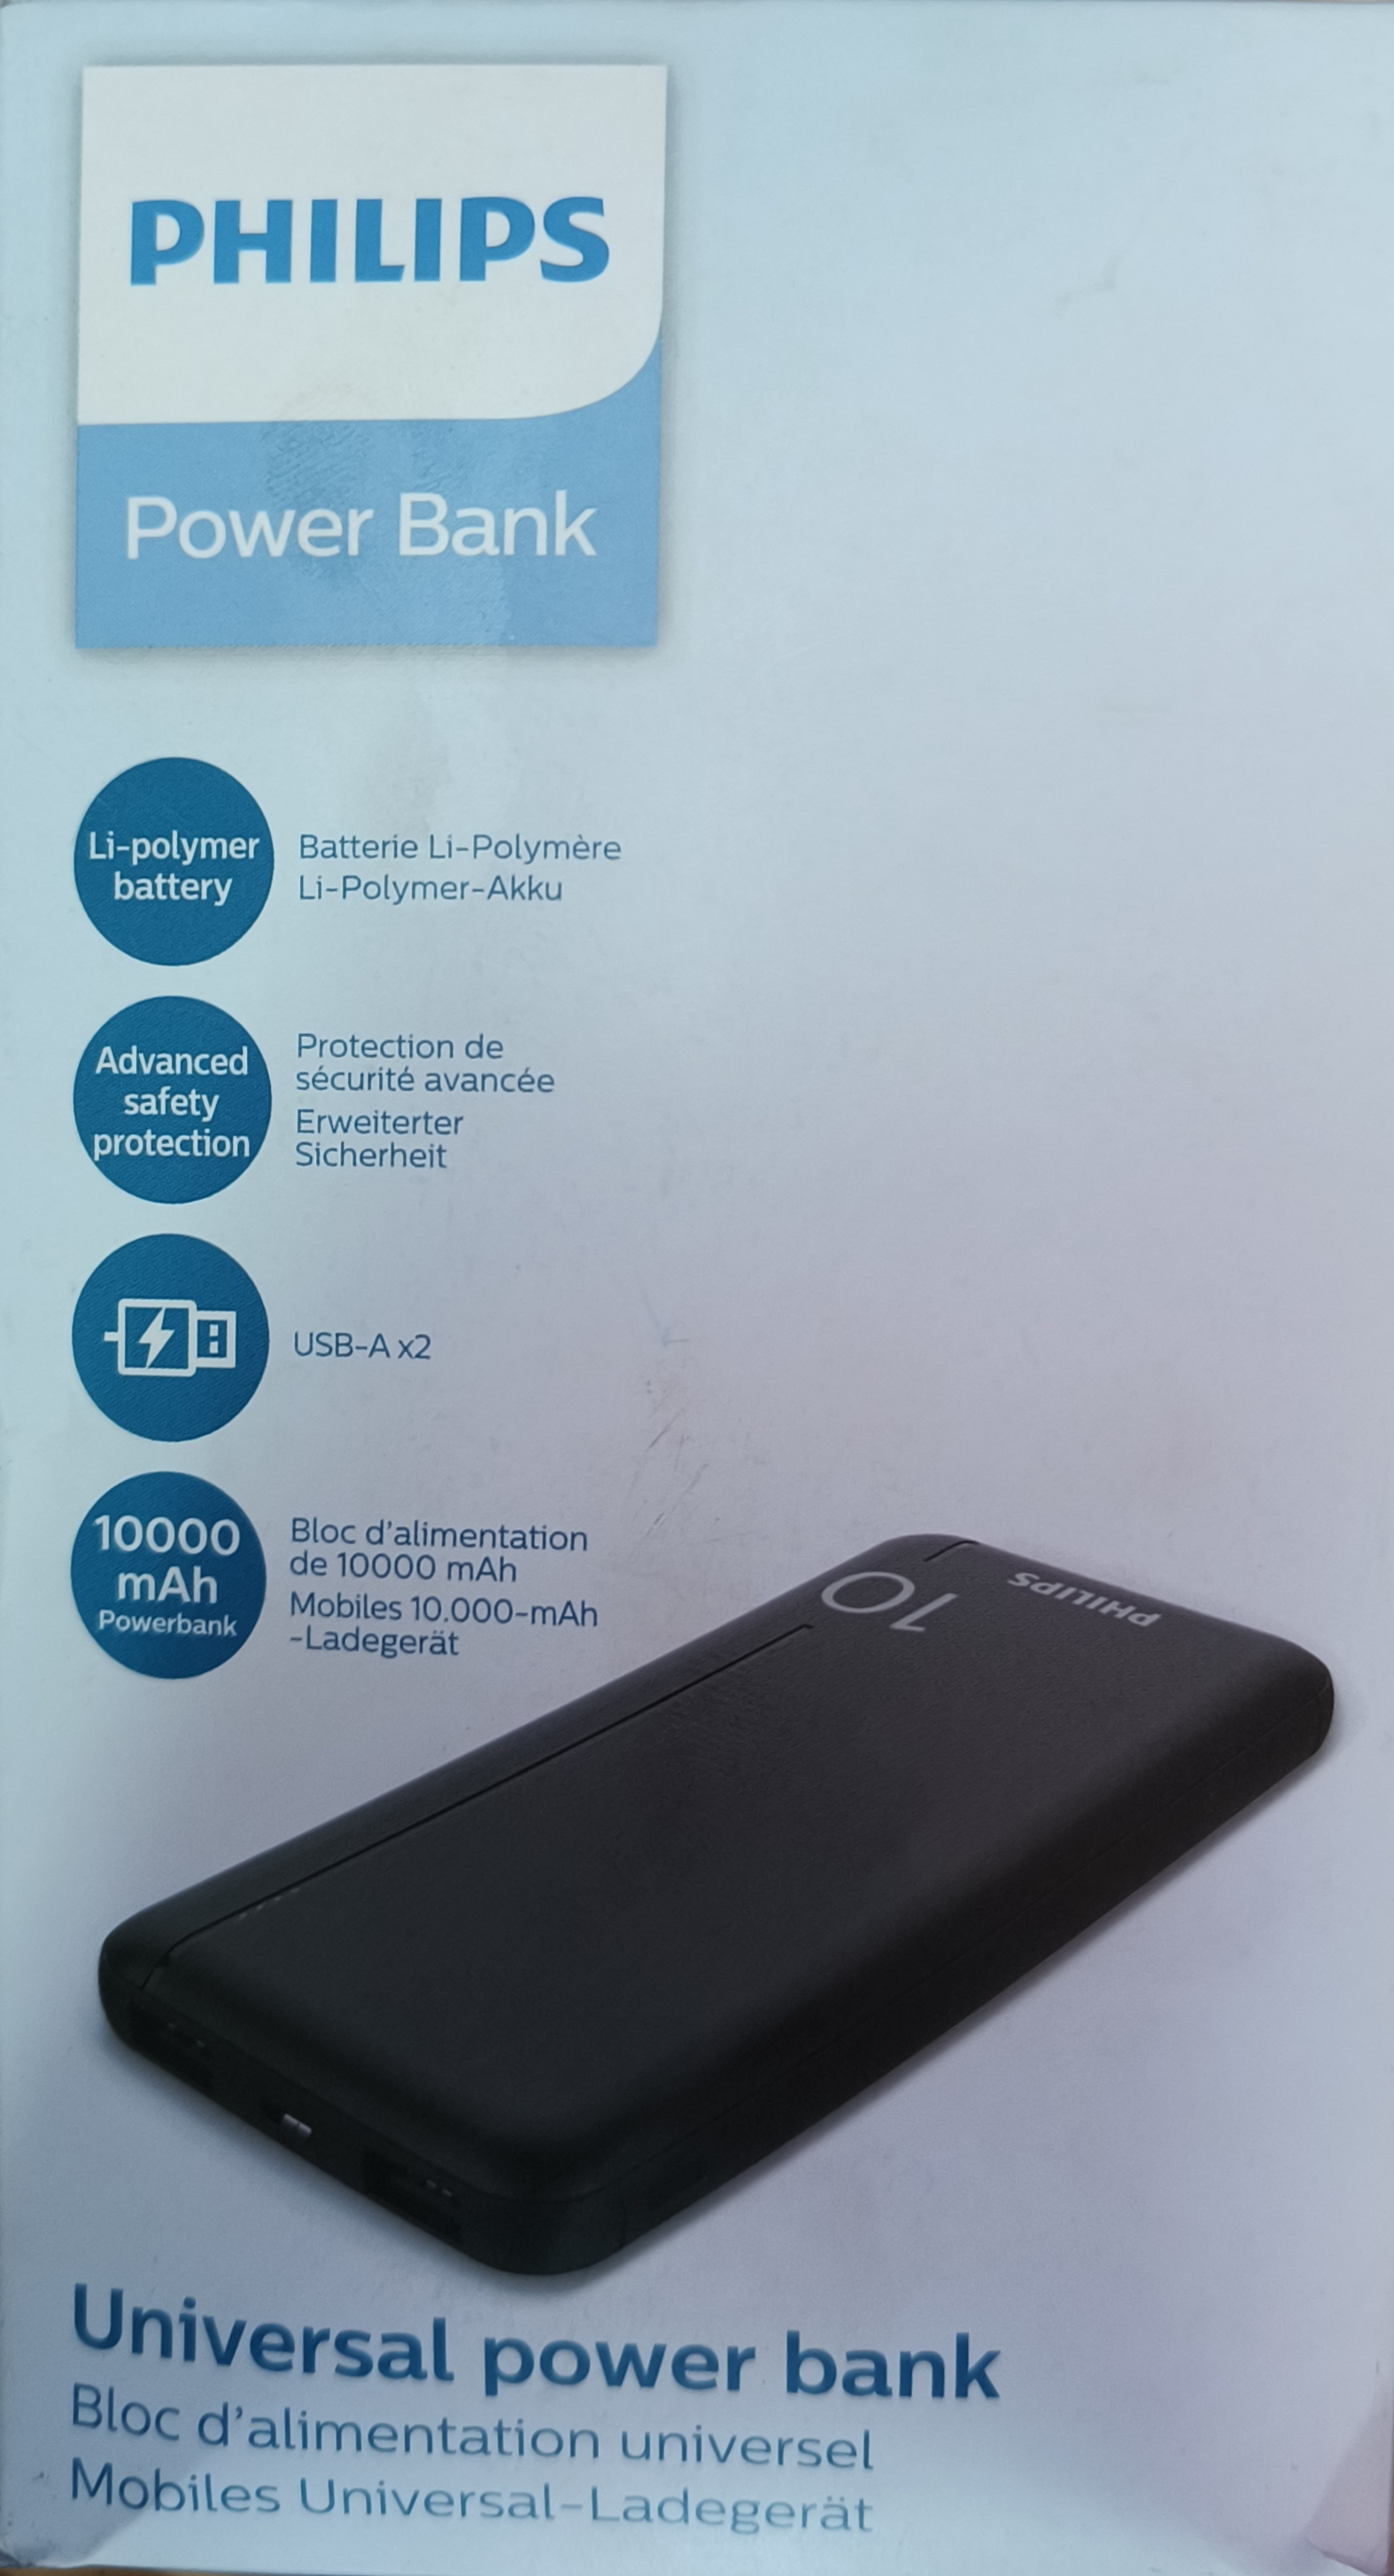 PHILIPS
Power Bank
Li-polymer
battery
Batterie Li-Polymère
Li-Polymer-Akku
Advanced
safety
protection
Protection de
sécurité avancée
Erweiterter
Sicherheit
USB-A x2
10000
mAh
Powerbank
Bloc d'alimentation
de 10000 mAh
Mobiles 10.000-mAh
-Ladegerät
10
PHILIPS
Universal power bank
Bloc d'alimentation universel
Mobiles Universal-Ladegerät